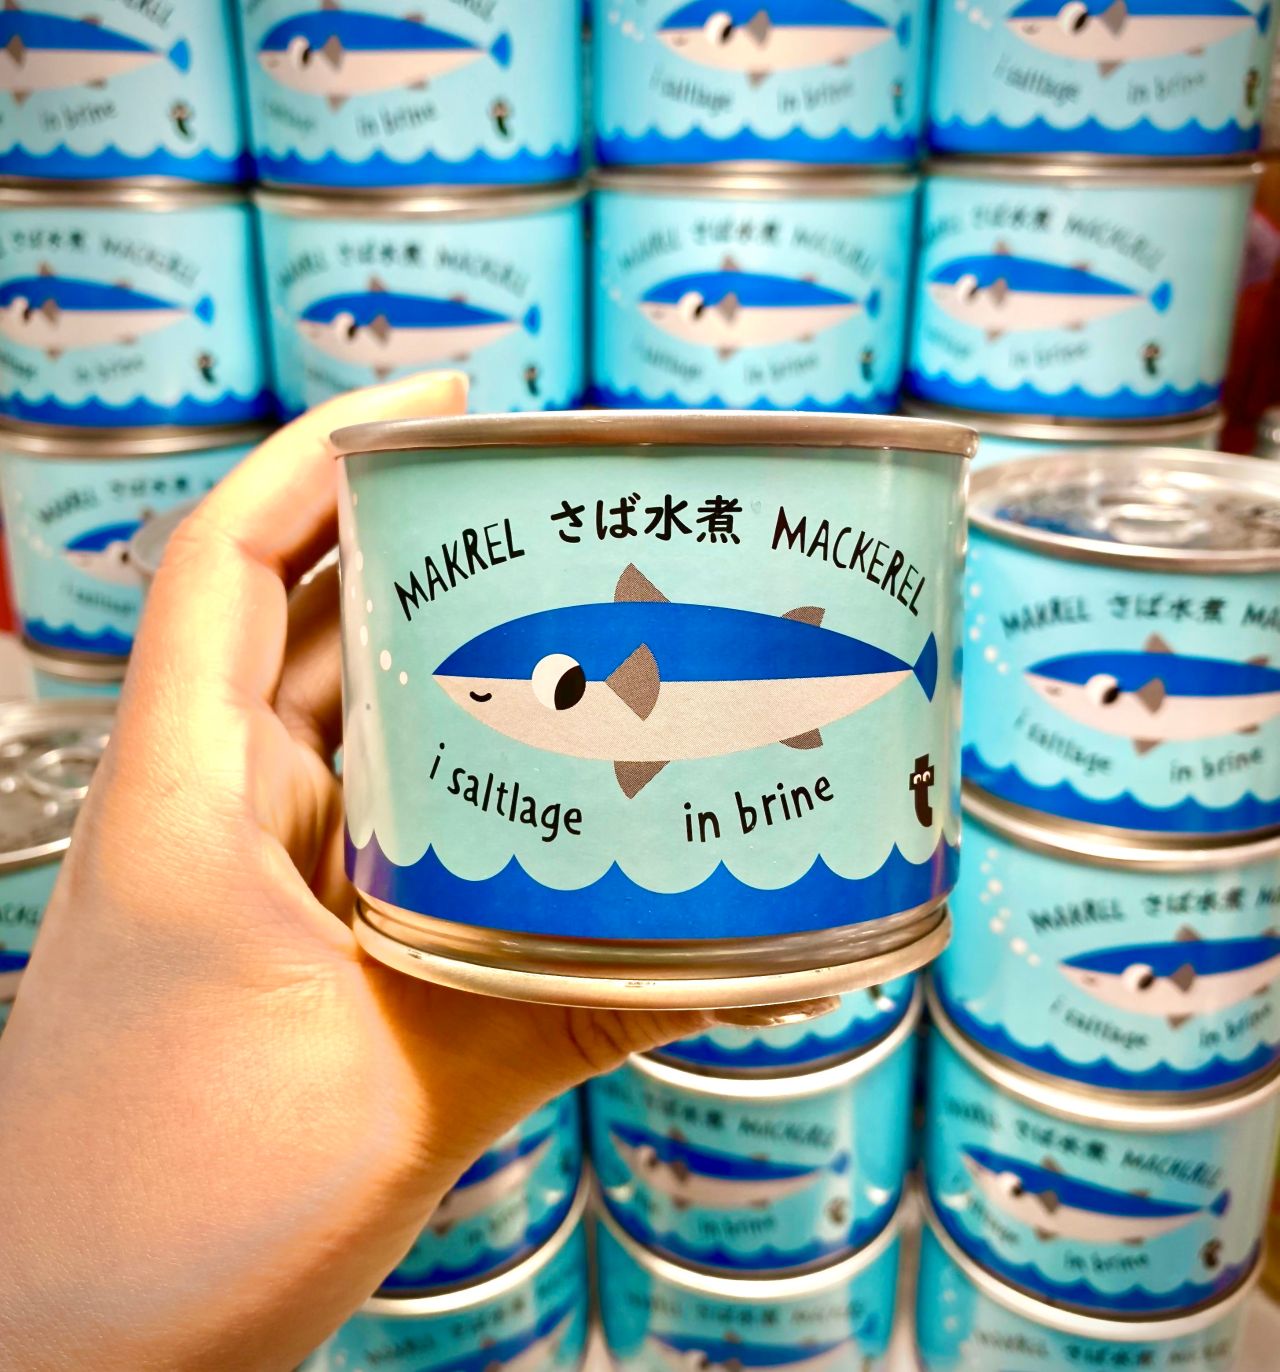 MAKREL さば水煮 MACKEREL
i saltlage in brine
t